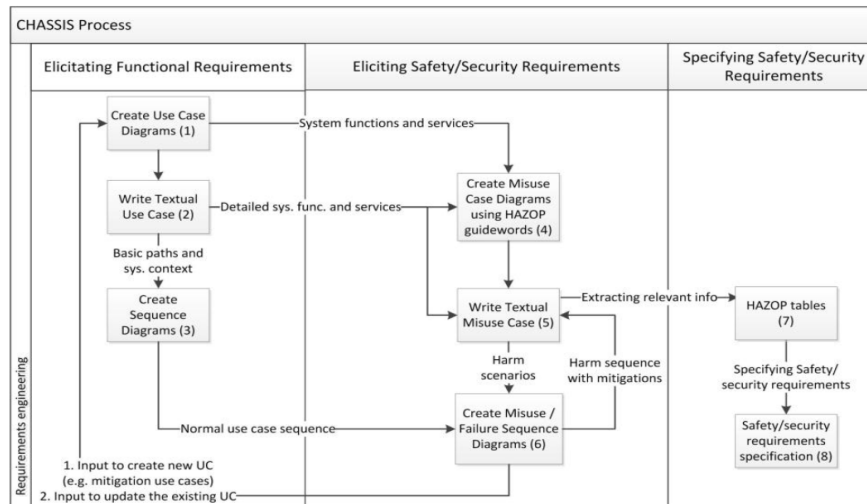 CHASSIS Process
Elicitating Functional Requirements
Eliciting Safety/Security Requirements
Specifying Safety/Security
Requirements
Requirements engineering
Create Use Case
Diagrams (1)
System functions and services
Write Textual
Use Case (2)
Detailed sys. func. and services
Create Misuse
Case Diagrams
using HAZOP
guidewords (4)
Basic paths and
sys. context
Create
Sequence
Diagrams (3)
Write Textual
Misuse Case (5)
Extracting relevant info
HAZOP tables
(7)
Harm
scenarios
Harm sequence
with mitigations
Specifying Safety/
security requirements
Normal use case sequence
Create Misuse /
Failure Sequence
Diagrams (6)
Safety/security
requirements
specification (8)
1. Input to create new UC
(e.g. mitigation use cases)
2. Input to update the existing UC